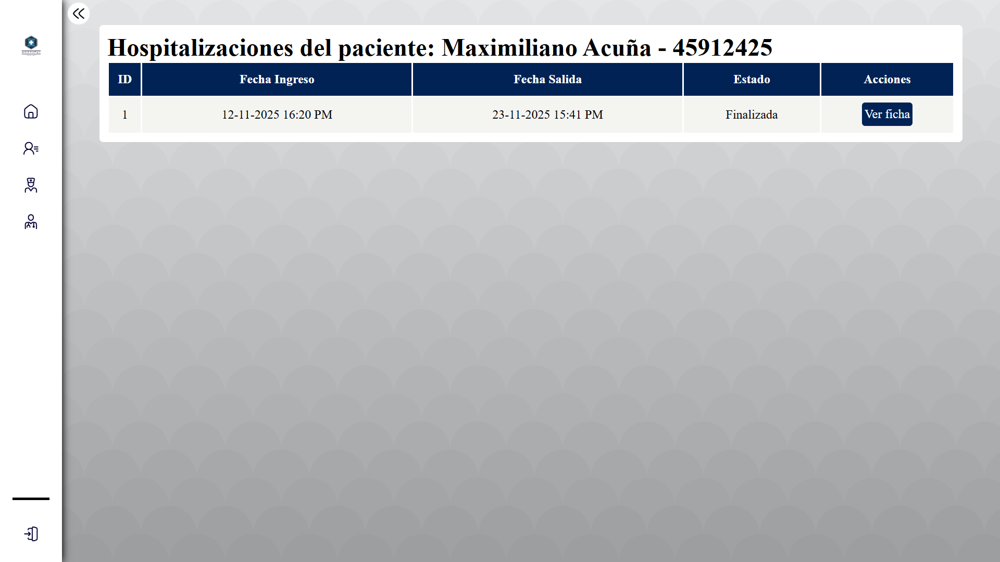 HOSPITAL
Hospitalizaciones del paciente: Maximiliano Acuña - 45912425
ID Fecha Ingreso Fecha Salida Estado Acciones
1 12-11-2025 16:20 PM 23-11-2025 15:41 PM Finalizada Ver ficha